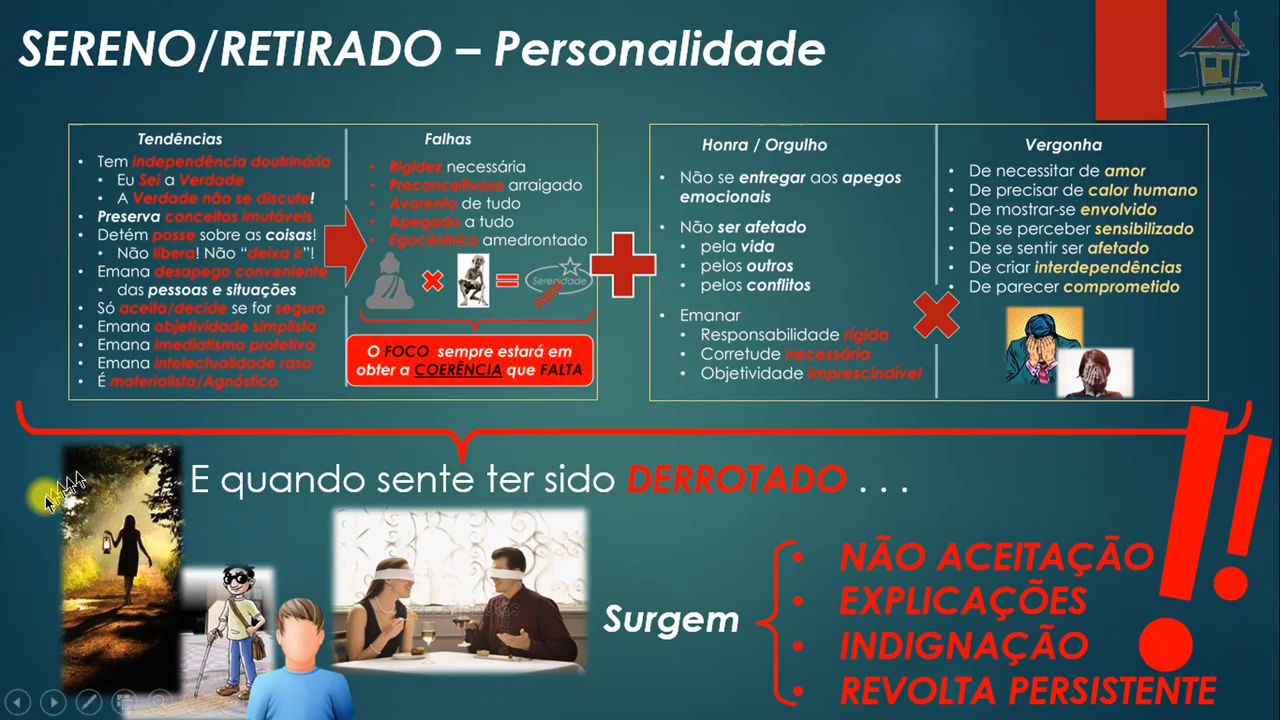 SERENO/RETIRADO – Personalidade
Tendências
• Tem independência doutrinária
• Eu Sei a Verdade
• A Verdade não se discute!
• Preserva conceitos imutáveis
• Detém posse sobre as coisas!
• Não libera! Não “deixa ir”!
• Emana desapego conveniente
• das pessoas e situações
• Só aceita/decide se for seguro
• Emana objetividade simplista
• Emana imediatismo protetivo
• Emana intelectualidade rasa
• É materialista/Agnóstico
Falhas
• Rigidez necessária
• Preconceituoso arraigado
• Avarento de tudo
• Apegado a tudo
• Egocêntrico amedrontado
Serenidade
Falsa
O FOCO sempre estará em
obter a COERÊNCIA que FALTA
Honra / Orgulho
• Não se entregar aos apegos
emocionais
• Não ser afetado
• pela vida
• pelos outros
• pelos conflitos
• Emanar
• Responsabilidade rígida
• Corretude necessária
• Objetividade imprescindível
Vergonha
• De necessitar de amor
• De precisar de calor humano
• De mostrar-se envolvido
• De se perceber sensibilizado
• De se sentir ser afetado
• De criar interdependências
• De parecer comprometido
E quando sente ter sido DERROTADO . . .
Surgem
• NÃO ACEITAÇÃO
• EXPLICAÇÕES
• INDIGNAÇÃO
• REVOLTA PERSISTENTE
!!